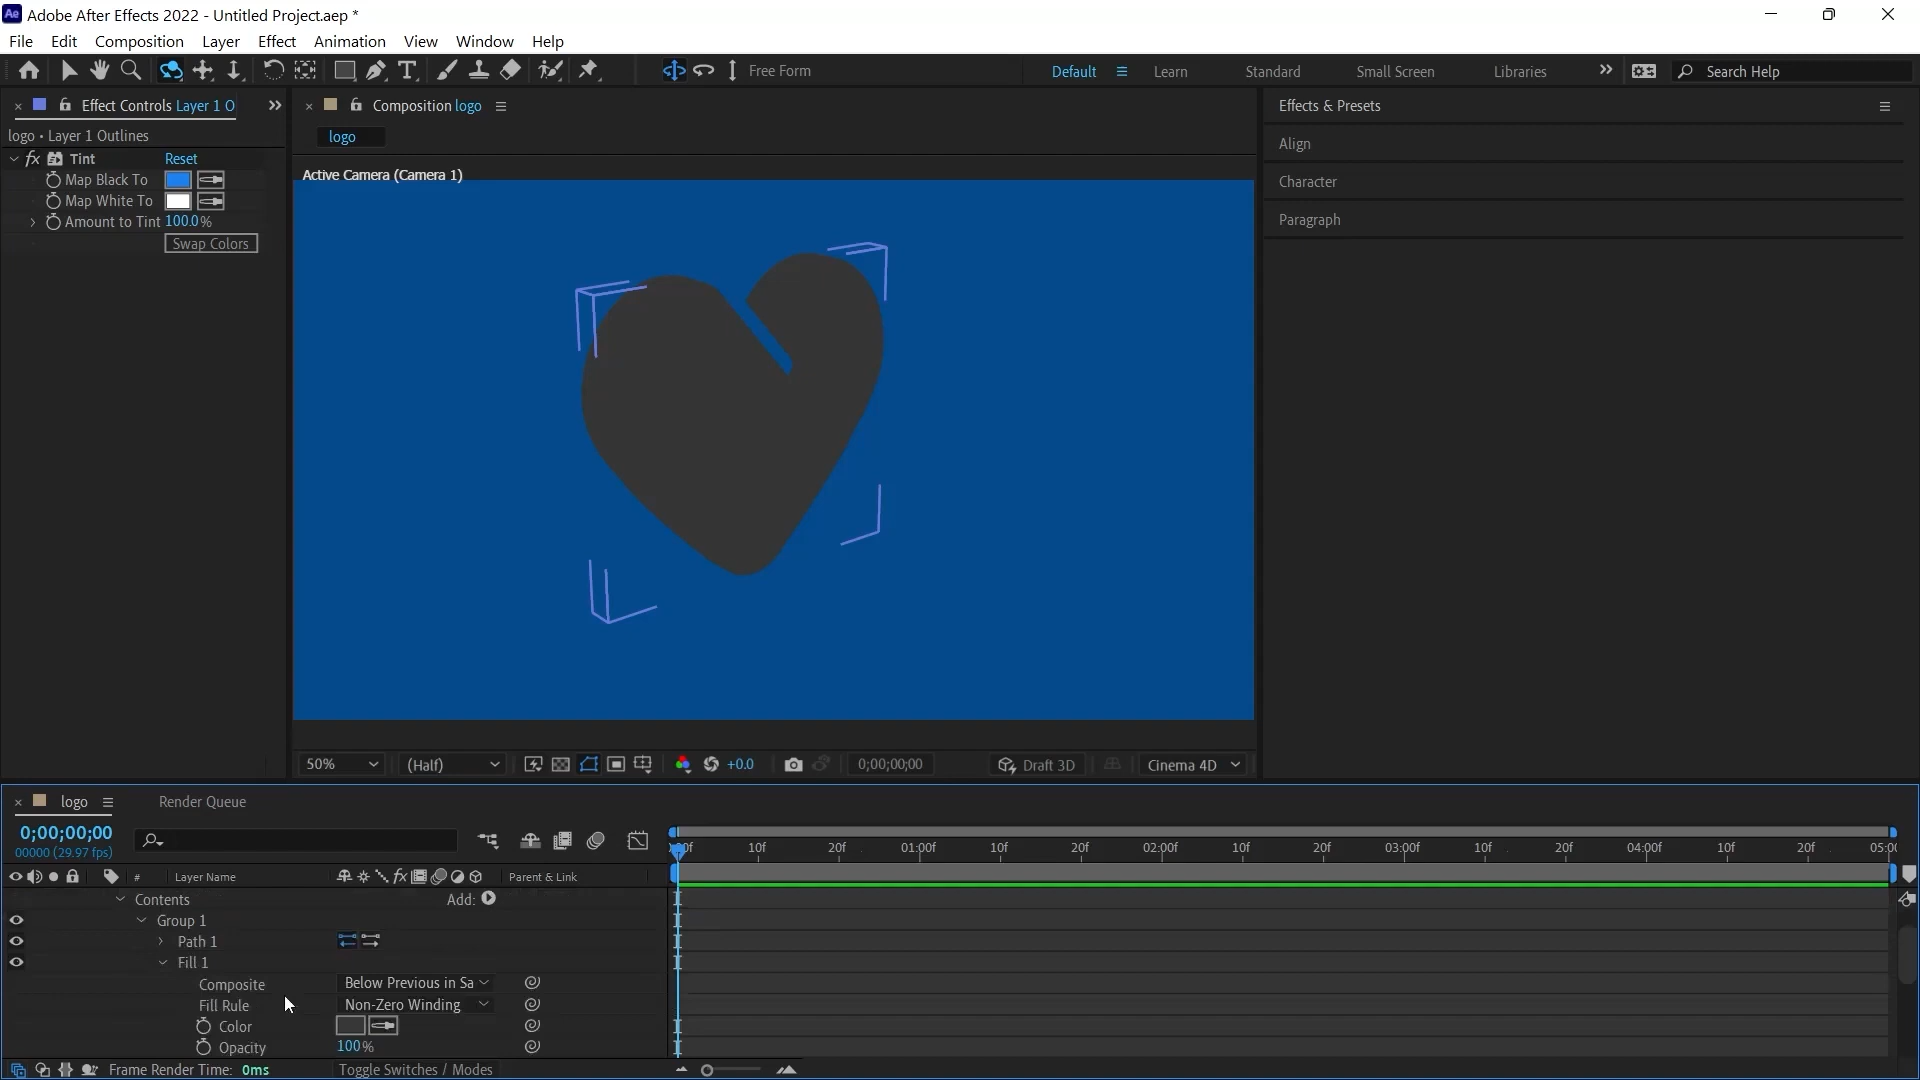 Adobe After Effects 2022 - Untitled Project.aep *
File Edit Composition Layer Effect Animation View Window Help
Free Form
Default Learn Standard Small Screen Libraries Search Help
Effect Controls Layer 1 O
Composition logo
Effects & Presets
logo • Layer 1 Outlines
logo
Align
fx Tint Reset
Map Black To
Map White To
Amount to Tint 100.0%
Swap Colors
Active Camera (Camera 1)
Character
Paragraph
50% (Half) +0.0 0;00;00;00 Draft 3D Cinema 4D
logo Render Queue
0;00;00;00
00000 (29.97 fps)
10f 20f 01:00f 10f 20f 02:00f 10f 20f 03:00f 10f 20f 04:00f 10f 20f
# Layer Name Parent & Link
Contents Add:
Group 1
Path 1
Fill 1
Composite Below Previous in Sa
Fill Rule Non-Zero Winding
Color
Opacity 100%
Frame Render Time: 0ms Toggle Switches / Modes